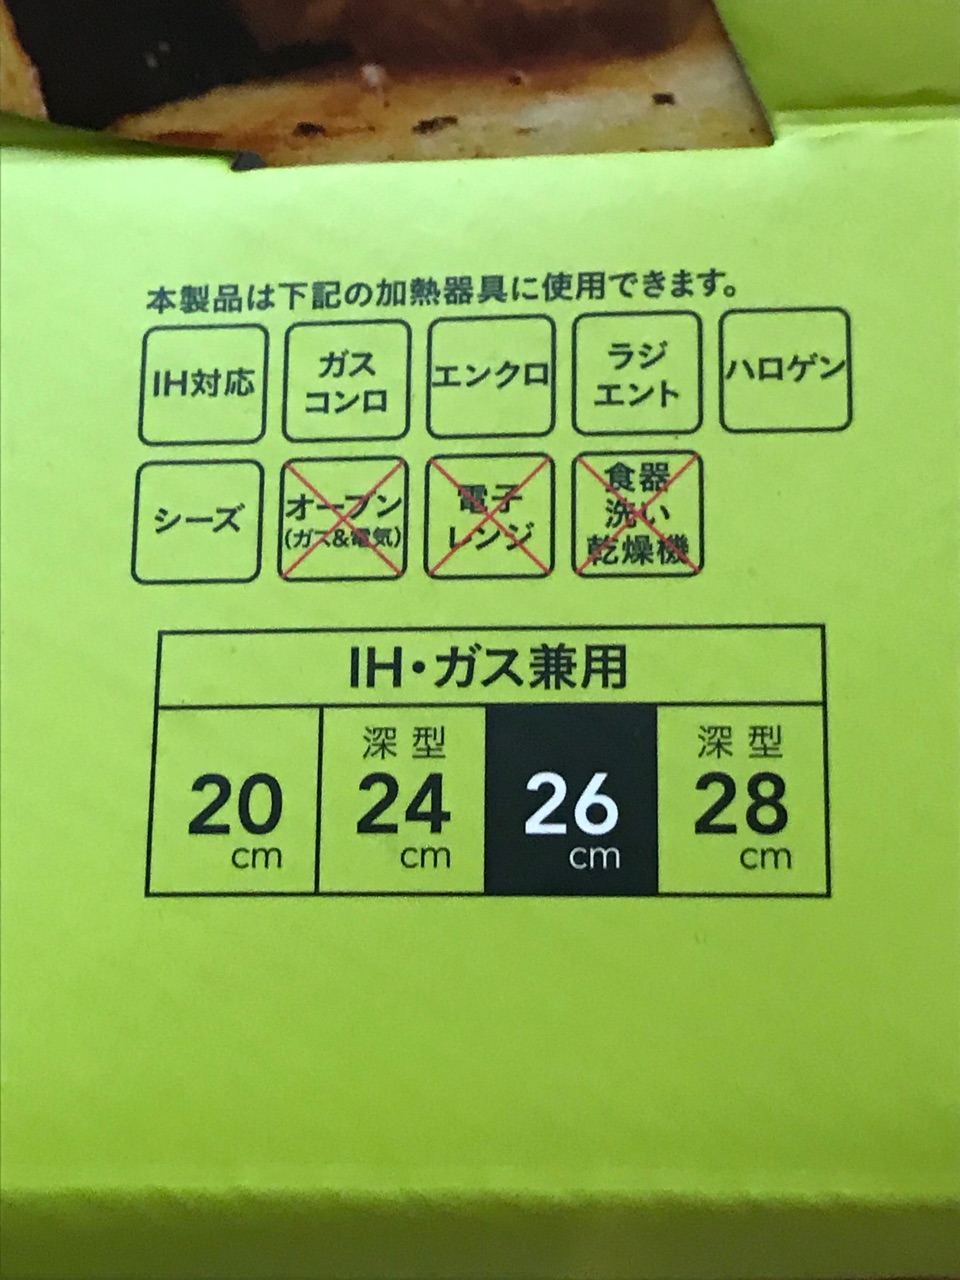 本製品は下記の加熱器具に使用できます。
IH対応
ガス
コンロ
エンクロ
ラジ
エント
ハロゲン
シーズ
オーブン
(ガス&電気)
電子
レンジ
食器
洗い
乾燥機
IH・ガス兼用
20
cm
深型
24
cm
26
cm
深型
28
cm